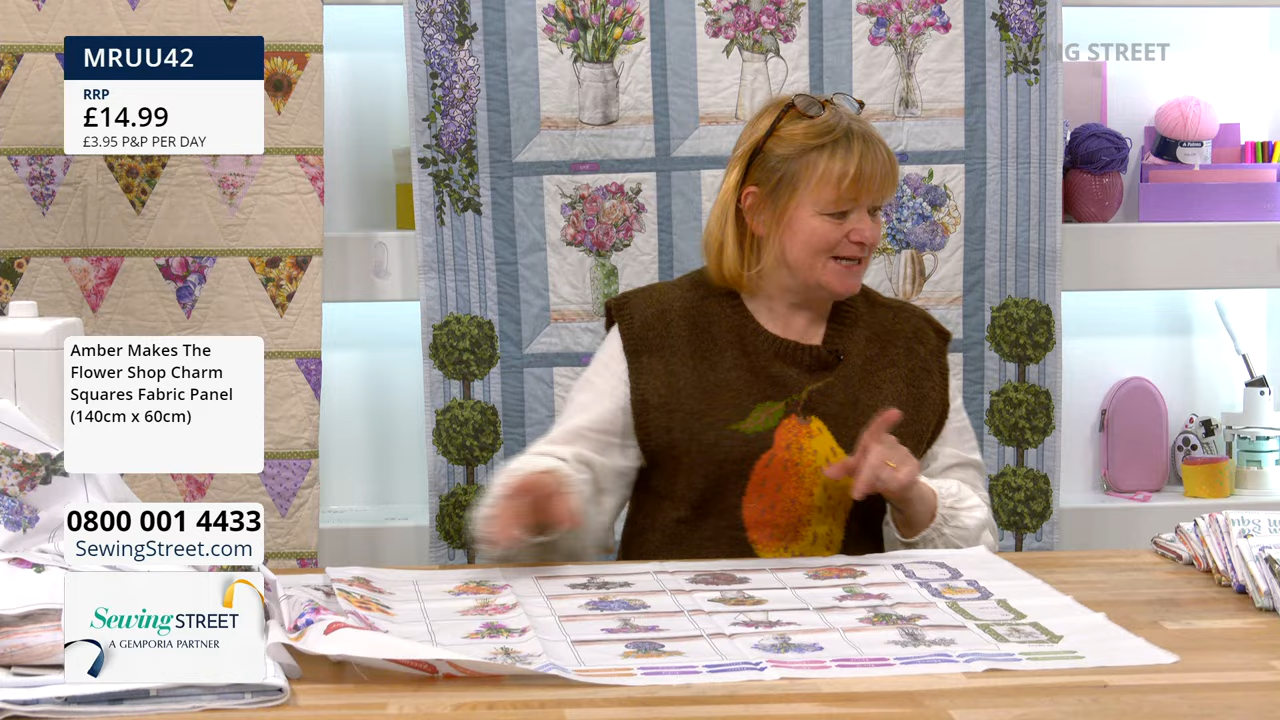 MRUU42
RRP
£14.99
£3.95 P&P PER DAY
Amber Makes The
Flower Shop Charm
Squares Fabric Panel
(140cm x 60cm)
0800 001 4433
SewingStreet.com
Sewing STREET
A GEMPORIA PARTNER
ING STREET